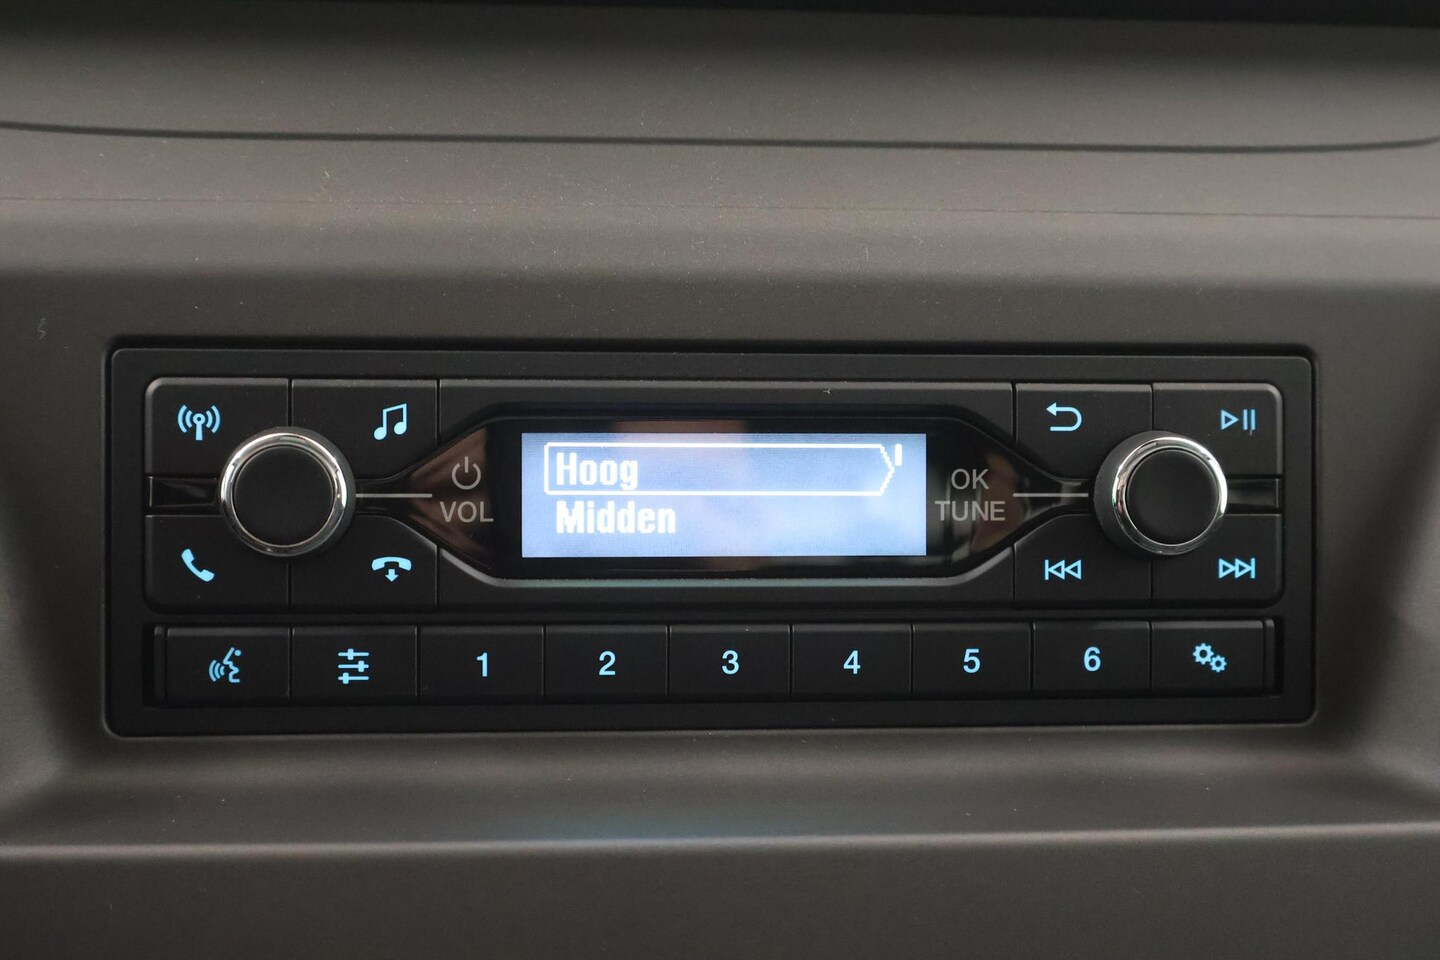 Hoog
Midden
VOL
OK
TUNE
1 2 3 4 5 6